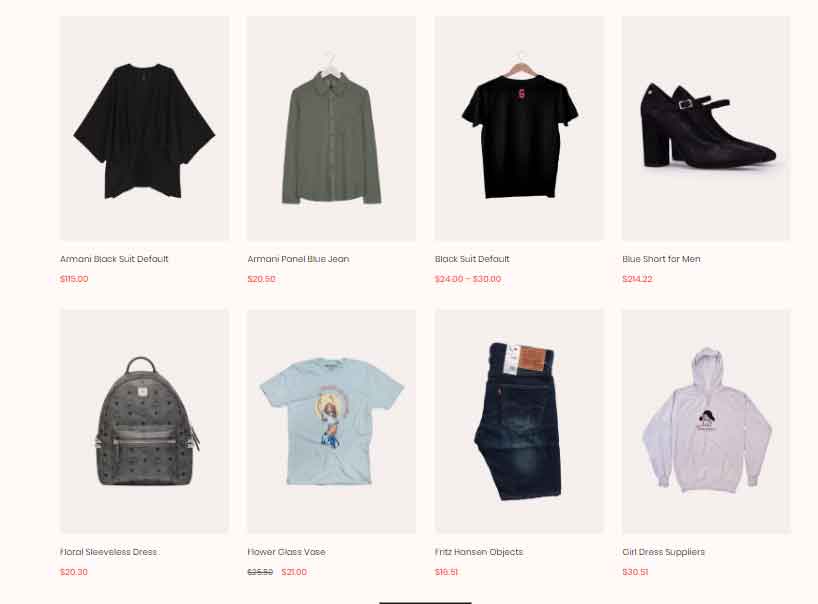 Armani Black Suit Default
$115.00
Armani Panel Blue Jean
$20.50
Black Suit Default
$24.00 – $30.00
Blue Short for Men
$214.22
Floral Sleeveless Dress
$20.30
Flower Glass Vase
$25.50 $21.00
Fritz Hansen Objects
$16.51
Girl Dress Suppliers
$30.51